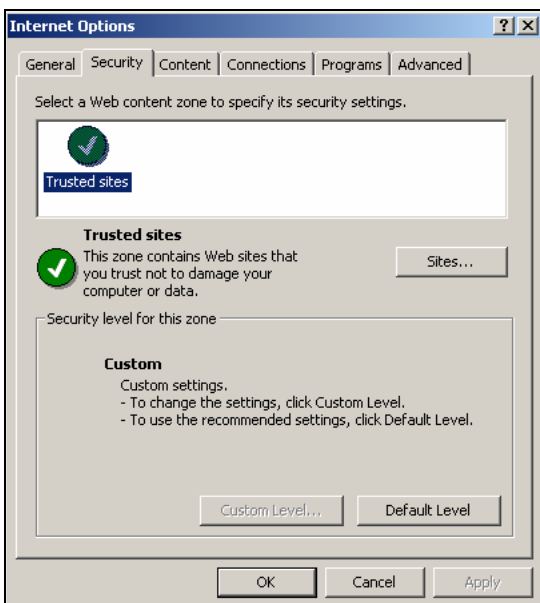 Internet Options
General Security Content Connections Programs Advanced
Select a Web content zone to specify its security settings.
Trusted sites
Trusted sites
This zone contains Web sites that
you trust not to damage your
computer or data.
Sites...
Security level for this zone
Custom
Custom settings.
- To change the settings, click Custom Level.
- To use the recommended settings, click Default Level.
Custom Level... Default Level
OK Cancel Apply